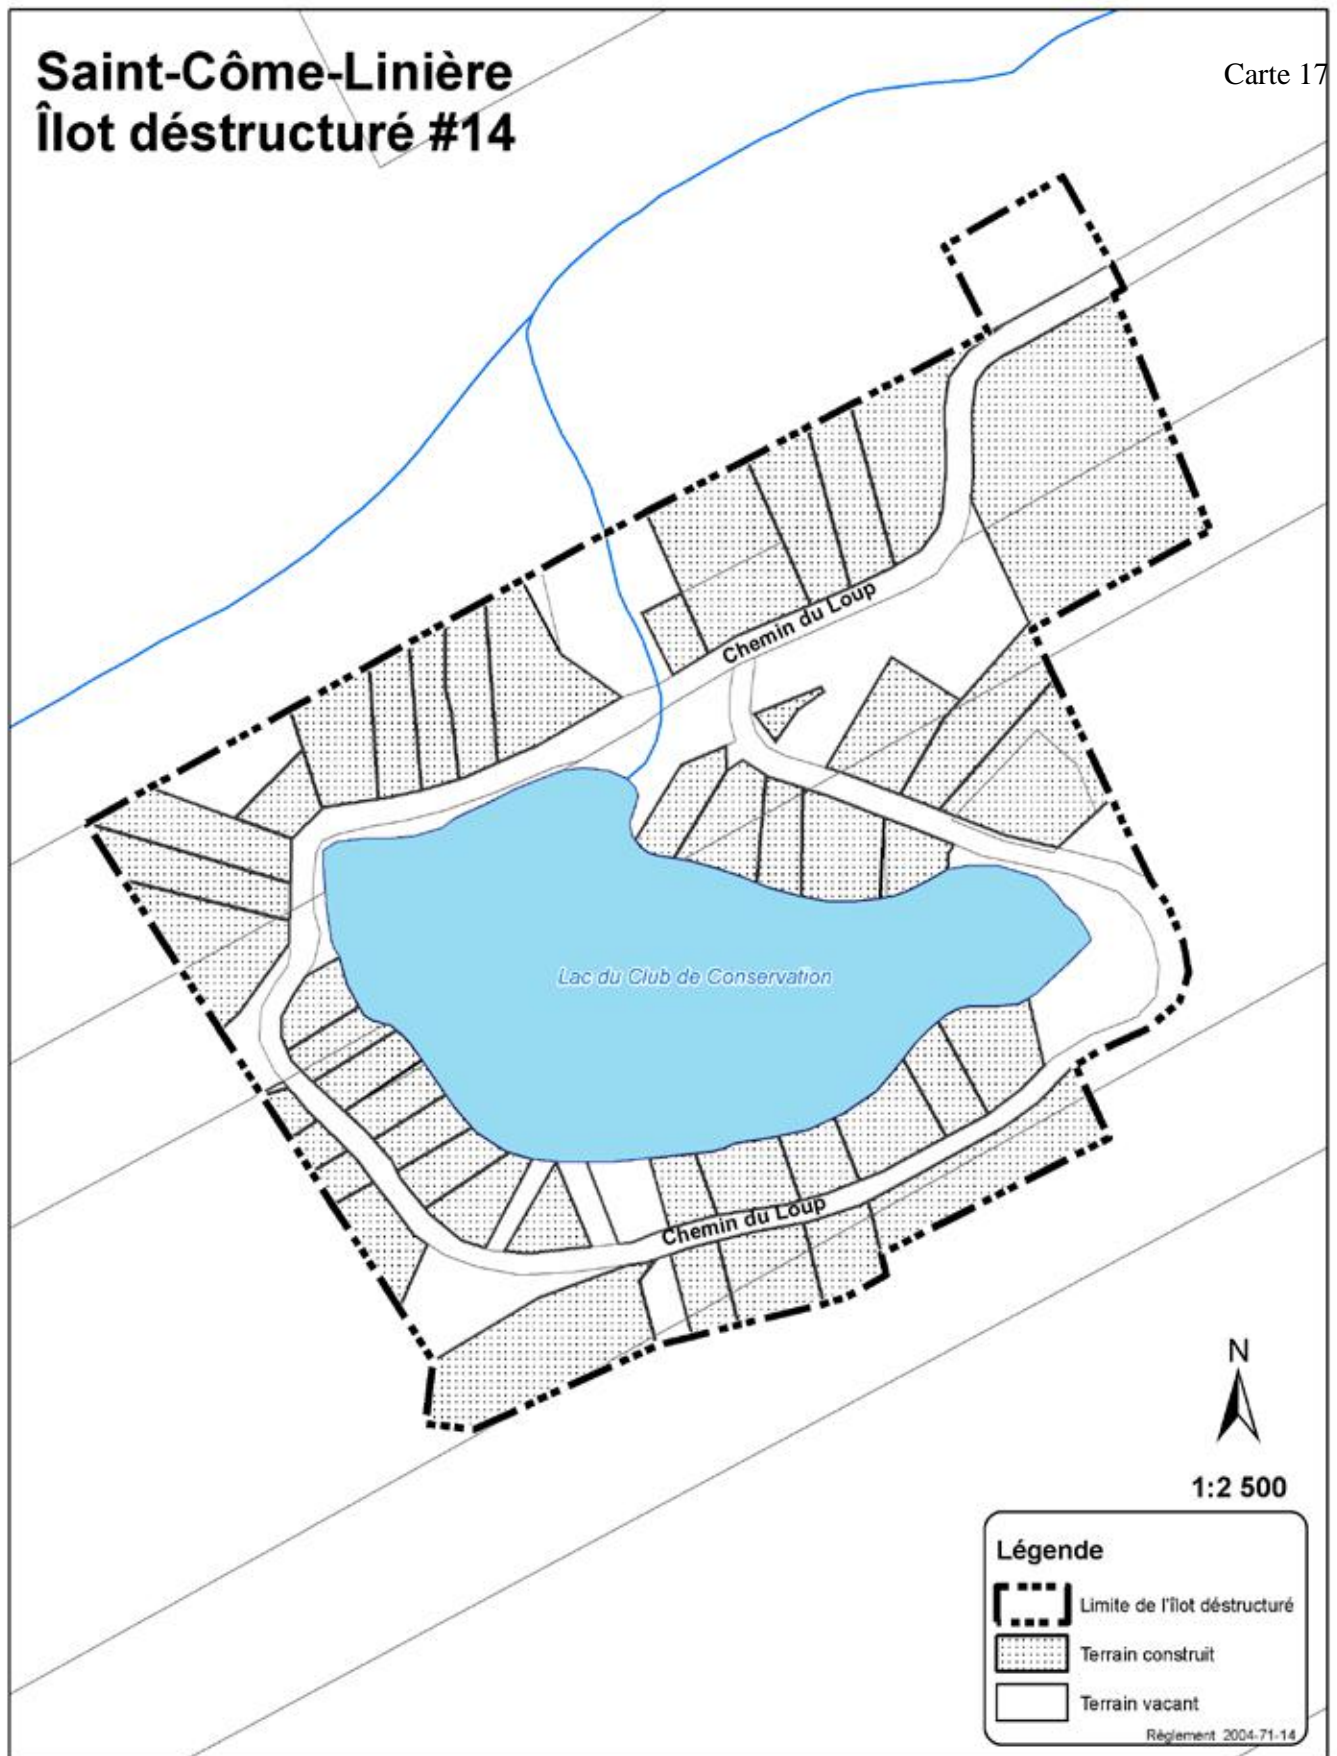 Saint-Côme-Linière
Îlot déstructuré #14
Carte 17
Chemin du Loup
Lac du Club de Conservation
Chemin du Loup
N
1:2 500
Légende
Limite de l'îlot déstructuré
Terrain construit
Terrain vacant
Règlement 2004-71-14